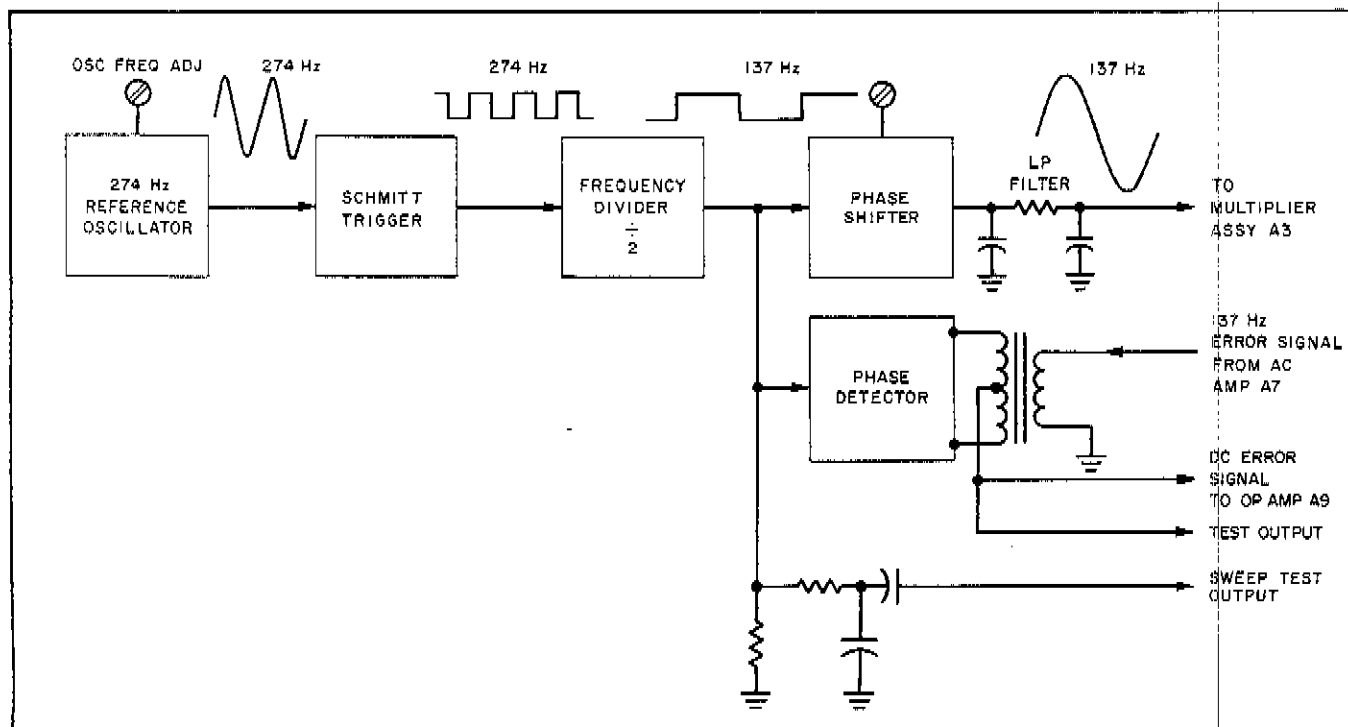 OSC FREQ ADJ
274 Hz
274 Hz
137 Hz
137 Hz
274 Hz
REFERENCE
OSCILLATOR
SCHMITT
TRIGGER
FREQUENCY
DIVIDER
÷
2
PHASE
SHIFTER
LP
FILTER
TO
MULTIPLIER
ASSY A3
PHASE
DETECTOR
137 Hz
ERROR SIGNAL
FROM AC
AMP A7
DC ERROR
SIGNAL
TO OP AMP A9
TEST OUTPUT
SWEEP TEST
OUTPUT